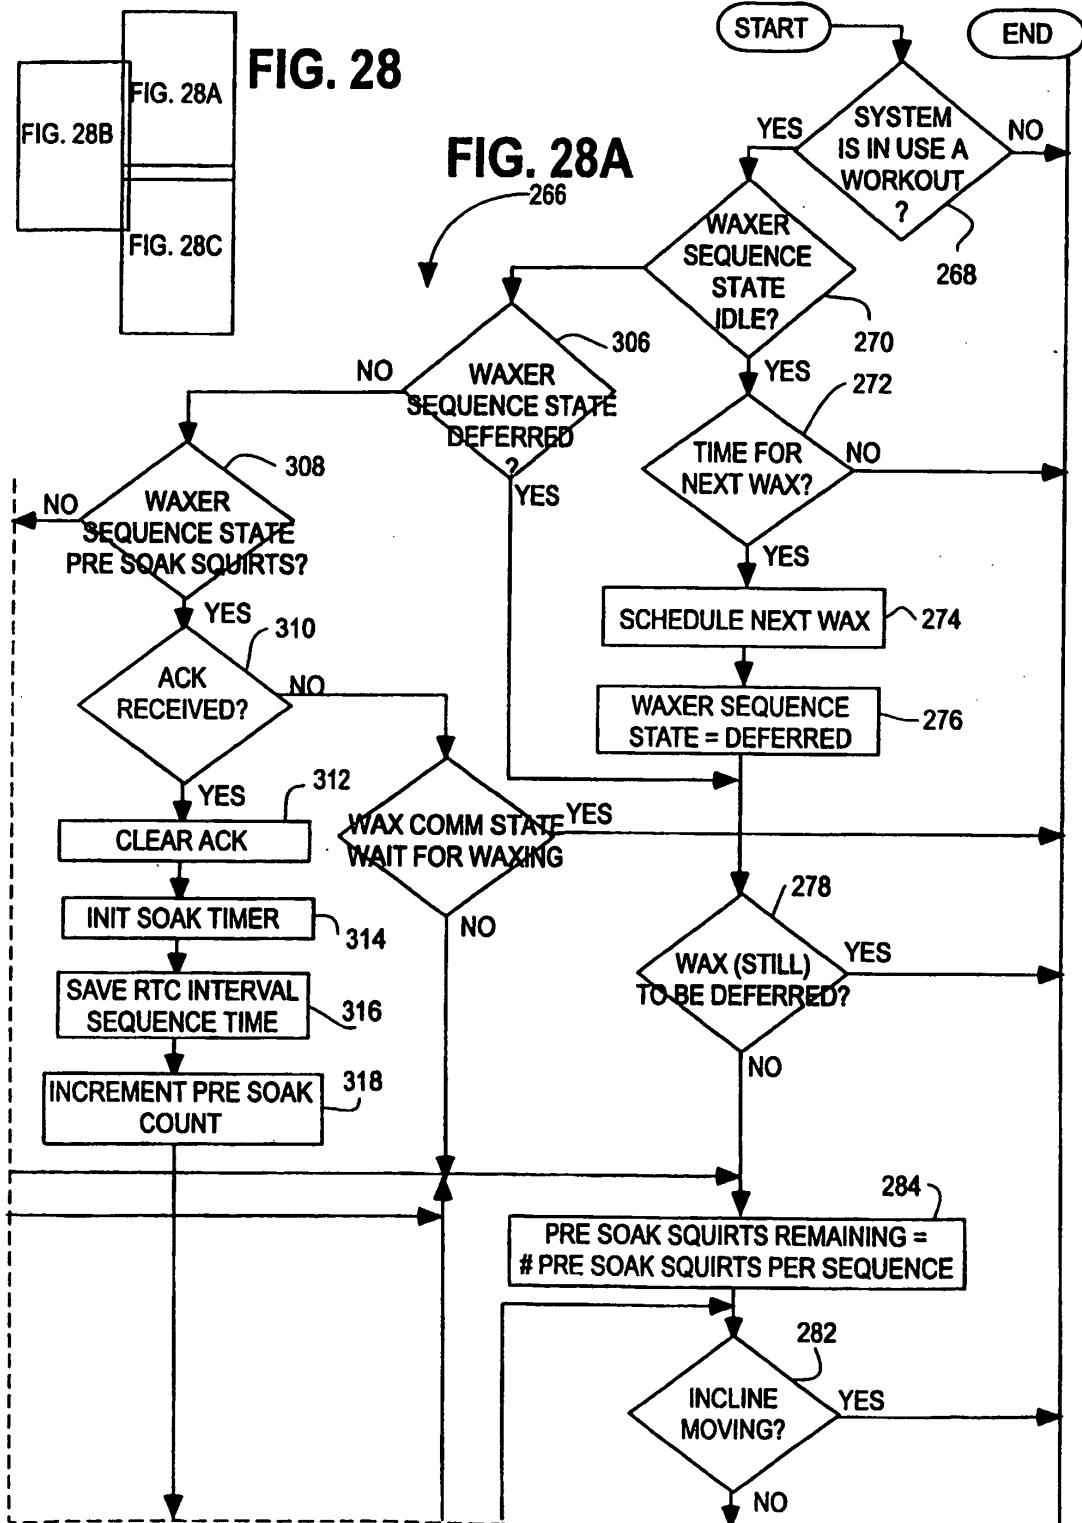 START
END
FIG. 28
FIG. 28A
FIG. 28B
FIG. 28C
FIG. 28A
266
SYSTEM
IS IN USE A
WORKOUT
?
YES
NO
268
WAXER
SEQUENCE
STATE
IDLE?
270
YES
306
NO
WAXER
SEQUENCE STATE
DEFERRED
?
YES
272
TIME FOR
NEXT WAX?
NO
YES
308
NO
WAXER
SEQUENCE STATE
PRE SOAK SQUIRTS?
YES
SCHEDULE NEXT WAX
274
310
ACK
RECEIVED?
NO
WAXER SEQUENCE
STATE = DEFERRED
276
YES
312
CLEAR ACK
WAX COMM STATE
WAIT FOR WAXING
YES
NO
INIT SOAK TIMER
314
278
WAX (STILL)
TO BE DEFERRED?
YES
NO
SAVE RTC INTERVAL
SEQUENCE TIME
316
INCREMENT PRE SOAK
COUNT
318
284
PRE SOAK SQUIRTS REMAINING =
# PRE SOAK SQUIRTS PER SEQUENCE
282
INCLINE
MOVING?
YES
NO